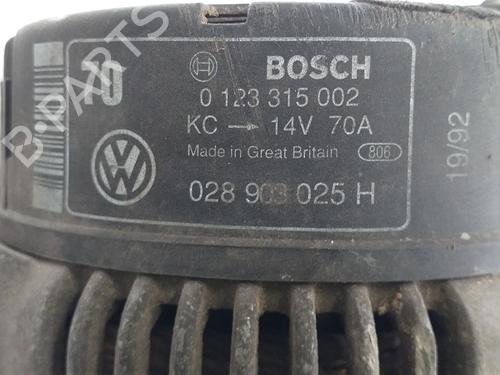 B-PARTS
BOSCH
0 123 315 002
KC → 14V 70A
Made in Great Britain 806
028 903 025 H
19/92